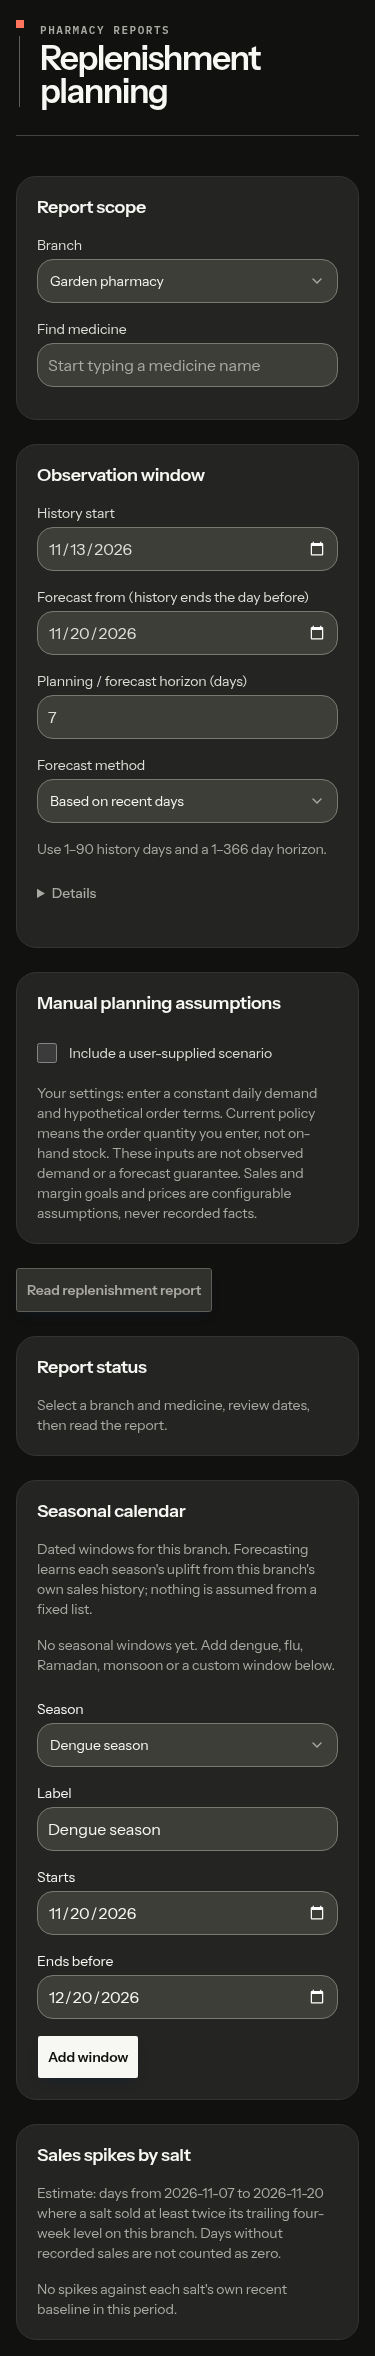 PHARMACY REPORTS
Replenishment
planning
Report scope
Branch
Garden pharmacy
Find medicine
Start typing a medicine name
Observation window
History start
11/13/2026
Forecast from (history ends the day before)
11/20/2026
Planning / forecast horizon (days)
7
Forecast method
Based on recent days
Use 1–90 history days and a 1–366 day horizon.
Details
Manual planning assumptions
Include a user-supplied scenario
Your settings: enter a constant daily demand
and hypothetical order terms. Current policy
means the order quantity you enter, not on-
hand stock. These inputs are not observed
demand or a forecast guarantee. Sales and
margin goals and prices are configurable
assumptions, never recorded facts.
Read replenishment report
Report status
Select a branch and medicine, review dates,
then read the report.
Seasonal calendar
Dated windows for this branch. Forecasting
learns each season's uplift from this branch's
own sales history; nothing is assumed from a
fixed list.
No seasonal windows yet. Add dengue, flu,
Ramadan, monsoon or a custom window below.
Season
Dengue season
Label
Dengue season
Starts
11/20/2026
Ends before
12/20/2026
Add window
Sales spikes by salt
Estimate: days from 2026-11-07 to 2026-11-20
where a salt sold at least twice its trailing four-
week level on this branch. Days without
recorded sales are not counted as zero.
No spikes against each salt's own recent
baseline in this period.